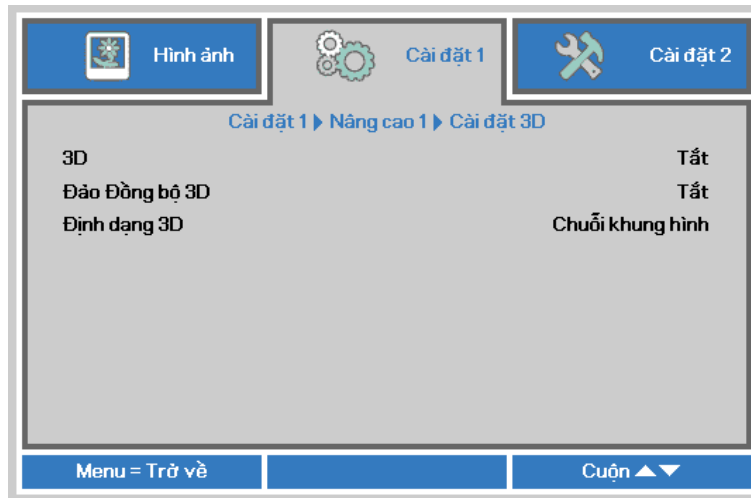 Hình ảnh
Cài đặt 1
Cài đặt 2
Cài đặt 1 ▶ Nâng cao 1 ▶ Cài đặt 3D
3D Tắt
Đảo Đồng bộ 3D Tắt
Định dạng 3D Chuỗi khung hình
Menu = Trở về
Cuộn ▲▼